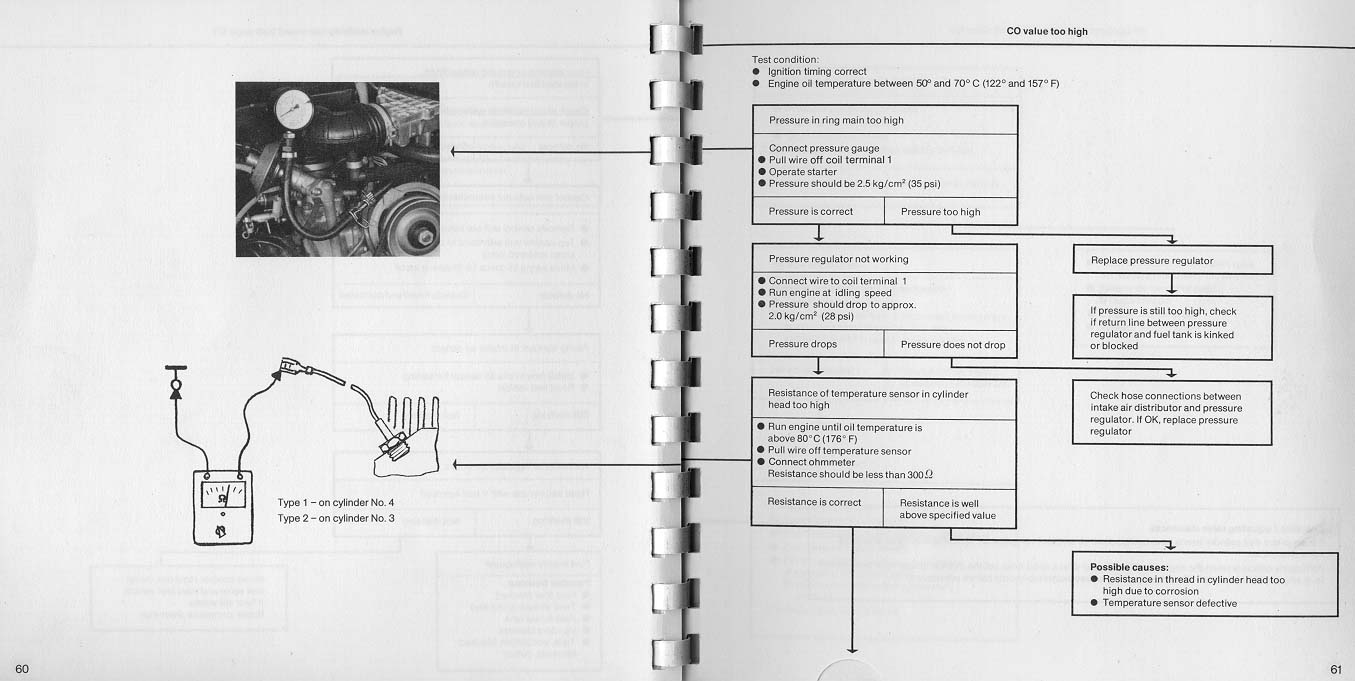 Type 1 – on cylinder No. 4
Type 2 – on cylinder No. 3
60
CO value too high
Test condition:
● Ignition timing correct
● Engine oil temperature between 50° and 70° C (122° and 157° F)
Pressure in ring main too high
Connect pressure gauge
● Pull wire off coil terminal 1
● Operate starter
● Pressure should be 2.5 kg/cm² (35 psi)
Pressure is correct
Pressure too high
Pressure regulator not working
● Connect wire to coil terminal 1
● Run engine at idling speed
● Pressure should drop to approx.
2.0 kg/cm² (28 psi)
Pressure drops
Pressure does not drop
Replace pressure regulator
If pressure is still too high, check
if return line between pressure
regulator and fuel tank is kinked
or blocked
Resistance of temperature sensor in cylinder
head too high
● Run engine until oil temperature is
above 80°C (176° F)
● Pull wire off temperature sensor
● Connect ohmmeter
Resistance should be less than 300 Ω
Resistance is correct
Resistance is well
above specified value
Check hose connections between
intake air distributor and pressure
regulator. If OK, replace pressure
regulator
Possible causes:
● Resistance in thread in cylinder head too
high due to corrosion
● Temperature sensor defective
61